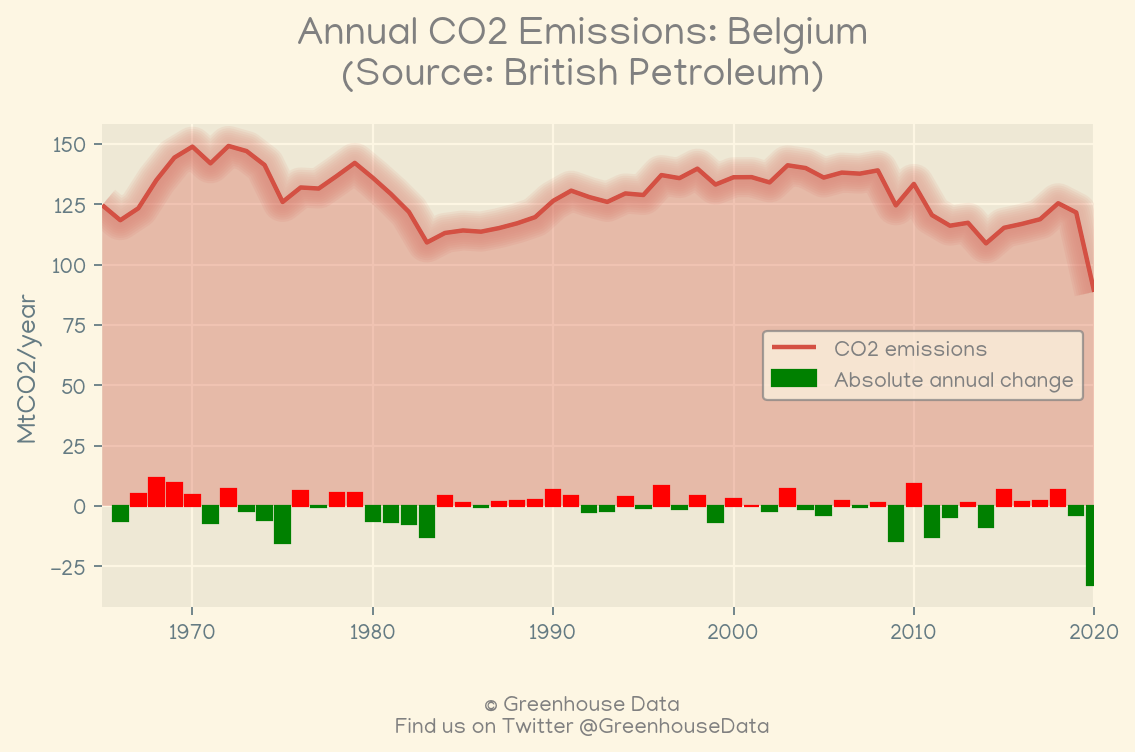 Annual CO2 Emissions: Belgium
(Source: British Petroleum)
MtCO2/year
150
125
100
75
50
25
0
−25
CO2 emissions
Absolute annual change
1970
1980
1990
2000
2010
2020
© Greenhouse Data
Find us on Twitter @GreenhouseData